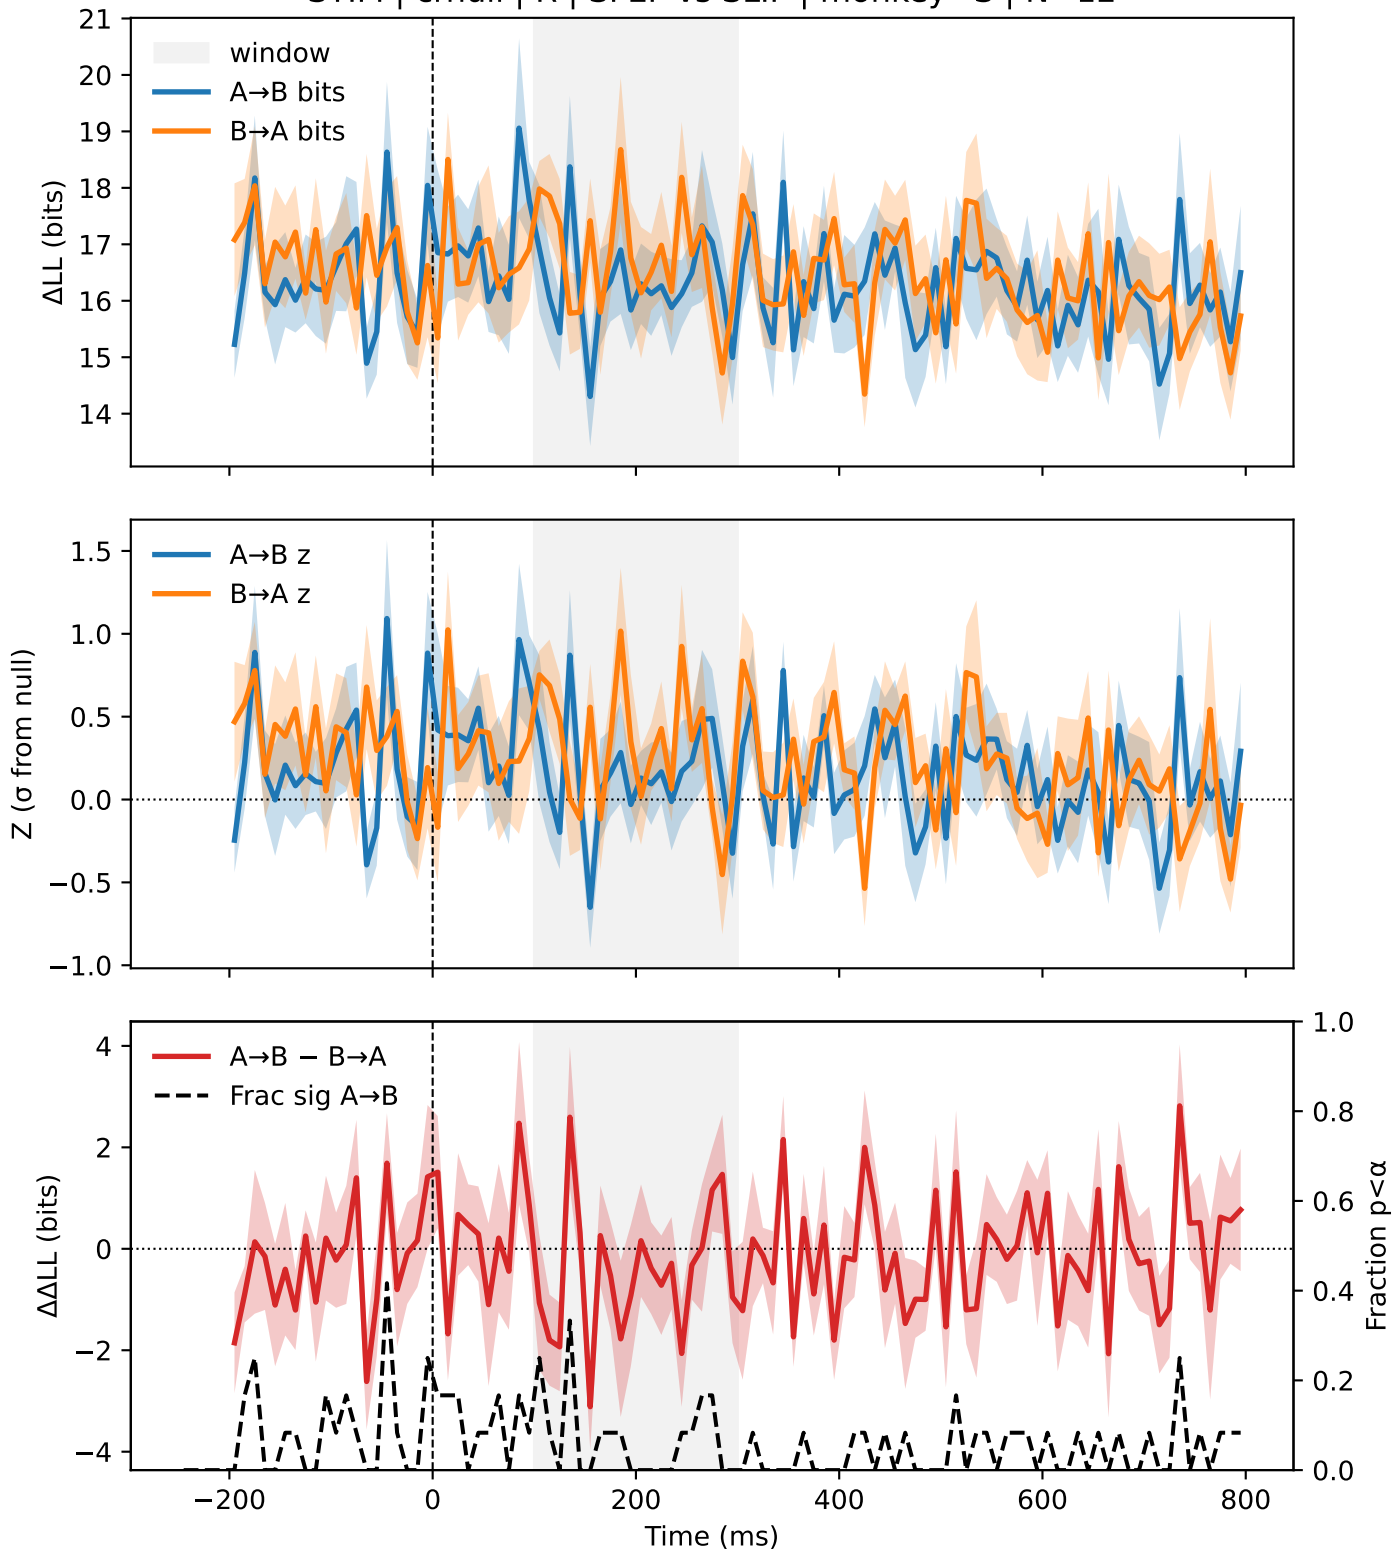 21
20
19
18
17
16
15
14
ΔLL (bits)
window
A→B bits
B→A bits
1.5
1.0
0.5
0.0
−0.5
−1.0
Z (σ from null)
A→B z
B→A z
4
2
0
−2
−4
ΔΔLL (bits)
A→B − B→A
Frac sig A→B
1.0
0.8
0.6
0.4
0.2
0.0
Fraction p<α
−200 0 200 400 600 800
Time (ms)